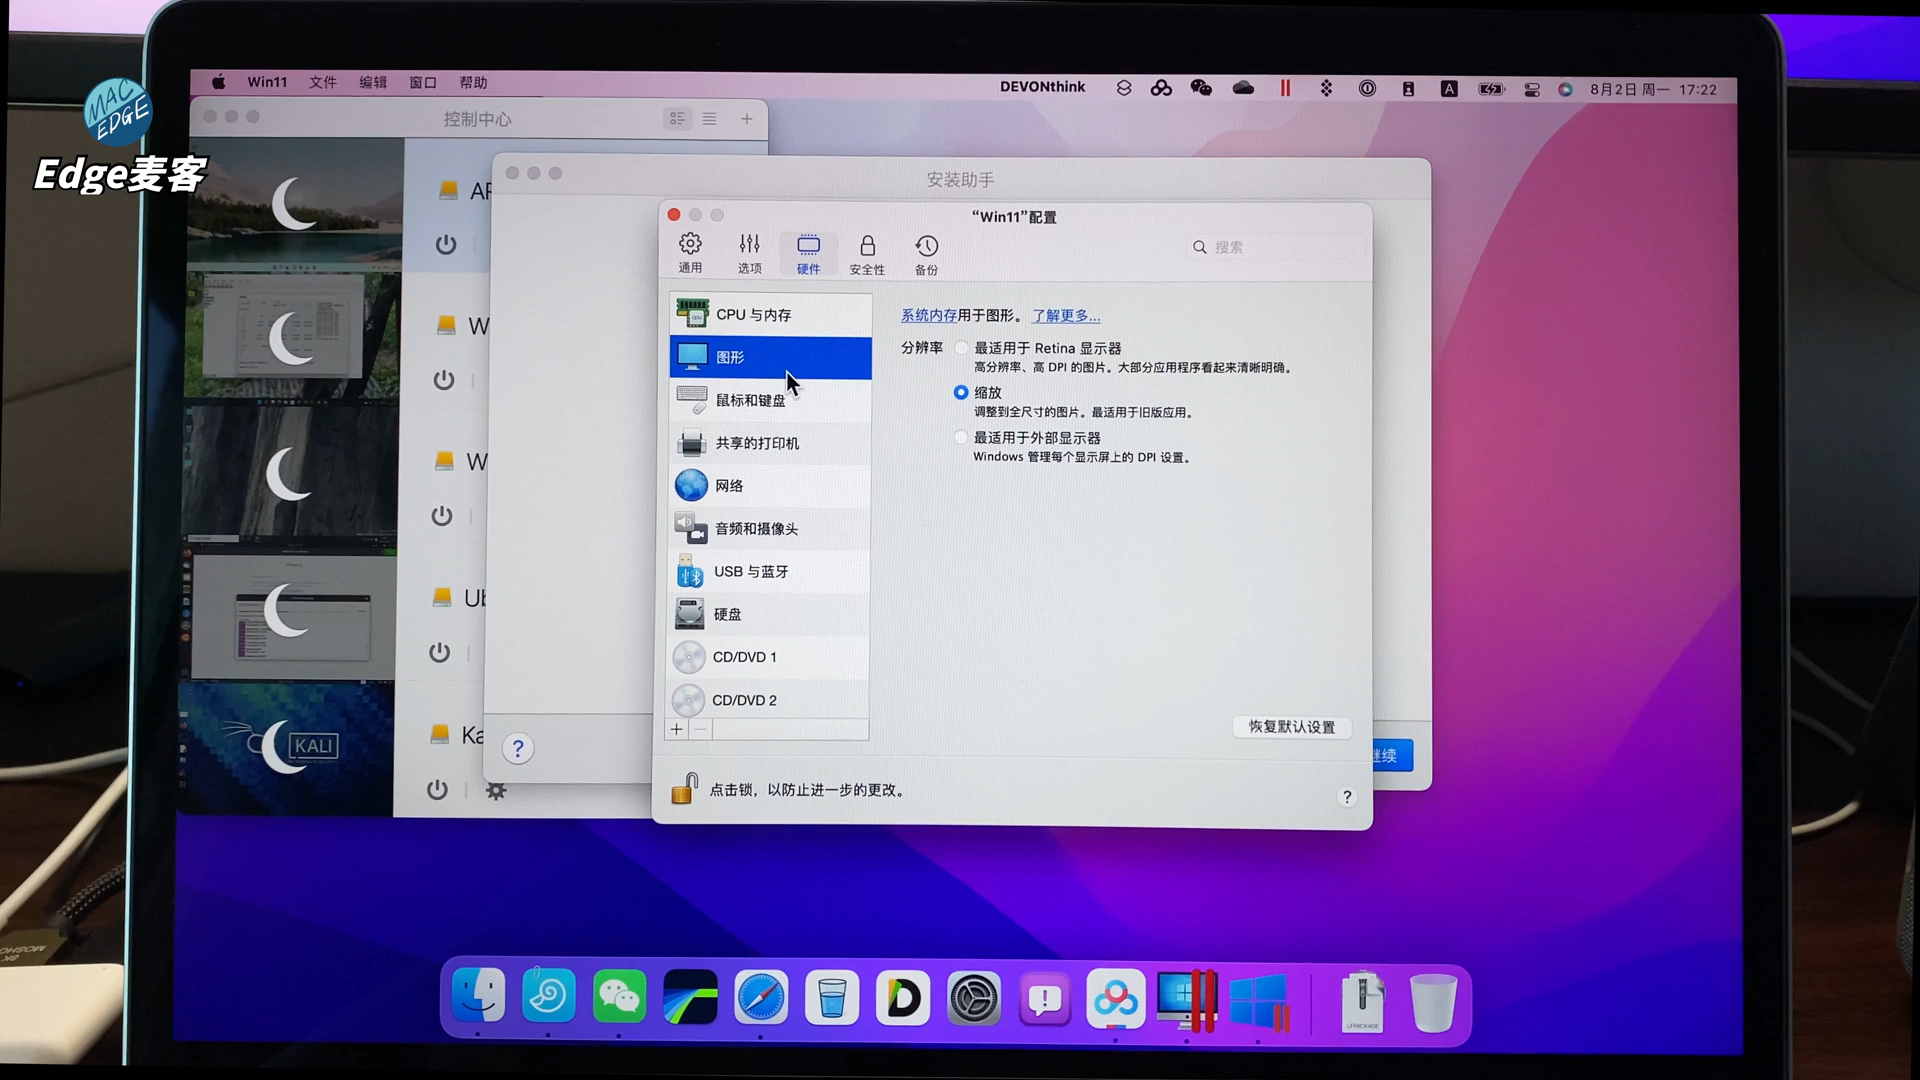 MAC
EDGE
Edge麦客
Win11 文件 编辑 窗口 帮助
DEVONthink
A
8月2日 周一 17:22
控制中心
安装助手
“Win11”配置
通用
选项
硬件
安全性
备份
搜索
CPU 与内存
图形
鼠标和键盘
共享的打印机
网络
音频和摄像头
USB 与蓝牙
硬盘
CD/DVD 1
CD/DVD 2
系统内存用于图形。 了解更多...
分辨率
最适用于 Retina 显示器
高分辨率、高 DPI 的图片。大部分应用程序看起来清晰明确。
缩放
调整到全尺寸的图片。最适用于旧版应用。
最适用于外部显示器
Windows 管理每个显示屏上的 DPI 设置。
恢复默认设置
点击锁，以防止进一步的更改。
?
?
继续
W
W
Ub
Ka
KALI
LFPACKAGE